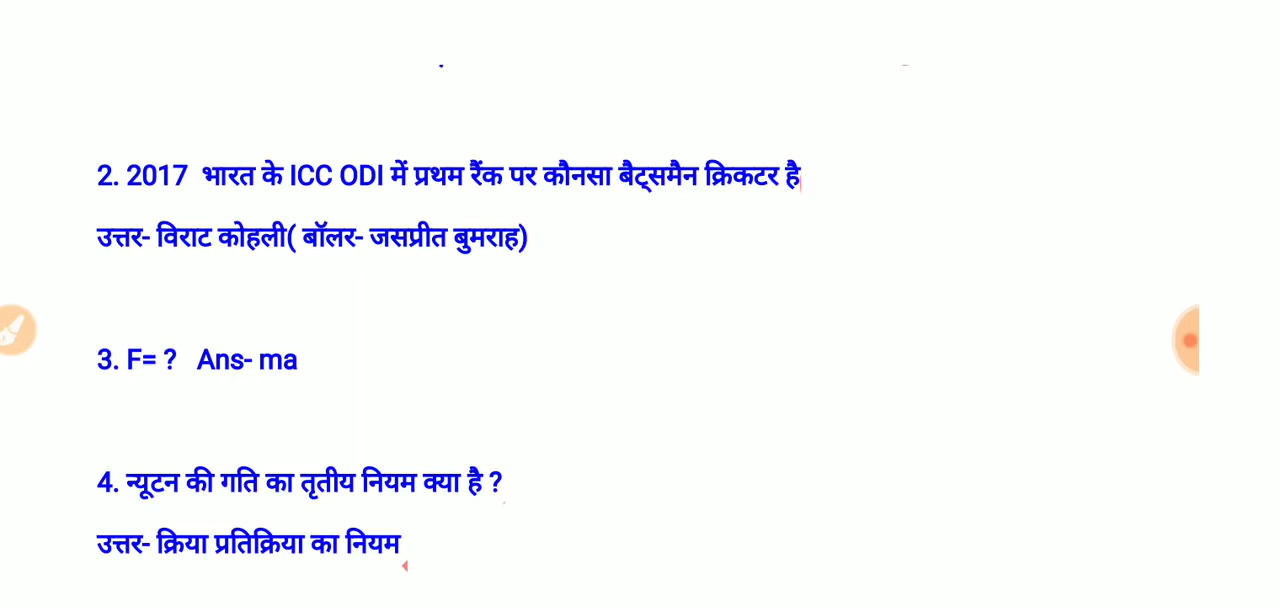 2. 2017 भारत के ICC ODI में प्रथम रैंक पर कौनसा बैट्समैन क्रिकटर है
उत्तर- विराट कोहली( बॉलर- जसप्रीत बुमराह)
3. F= ? Ans- ma
4. न्यूटन की गति का तृतीय नियम क्या है ?
उत्तर- क्रिया प्रतिक्रिया का नियम